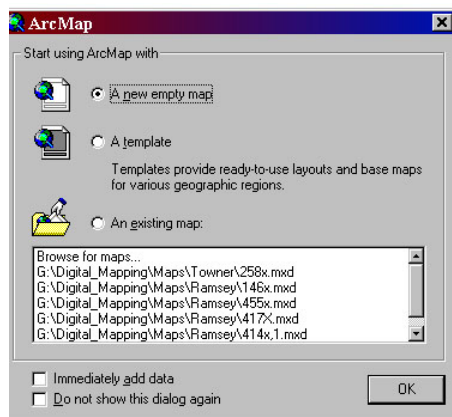 ArcMap
Start using ArcMap with
A new empty map
A template
Templates provide ready-to-use layouts and base maps
for various geographic regions.
An existing map:
Browse for maps...
G:\Digital_Mapping\Maps\Towner\258x.mxd
G:\Digital_Mapping\Maps\Ramsey\146x.mxd
G:\Digital_Mapping\Maps\Ramsey\455x.mxd
G:\Digital_Mapping\Maps\Ramsey\417X.mxd
G:\Digital_Mapping\Maps\Ramsey\414x,1.mxd
Immediately add data
Do not show this dialog again
OK